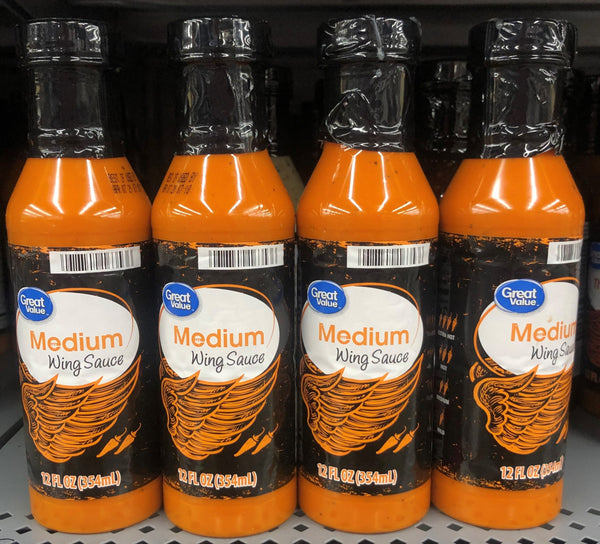 Great
Value
Medium
Wing Sauce
12 FL OZ (354mL)
Great
Value
Medium
Wing Sauce
12 FL OZ (354mL)
Great
Value
Medium
Wing Sauce
12 FL OZ (354mL)
Great
Value
Medium
Wing Sauce
12 FL OZ (354mL)